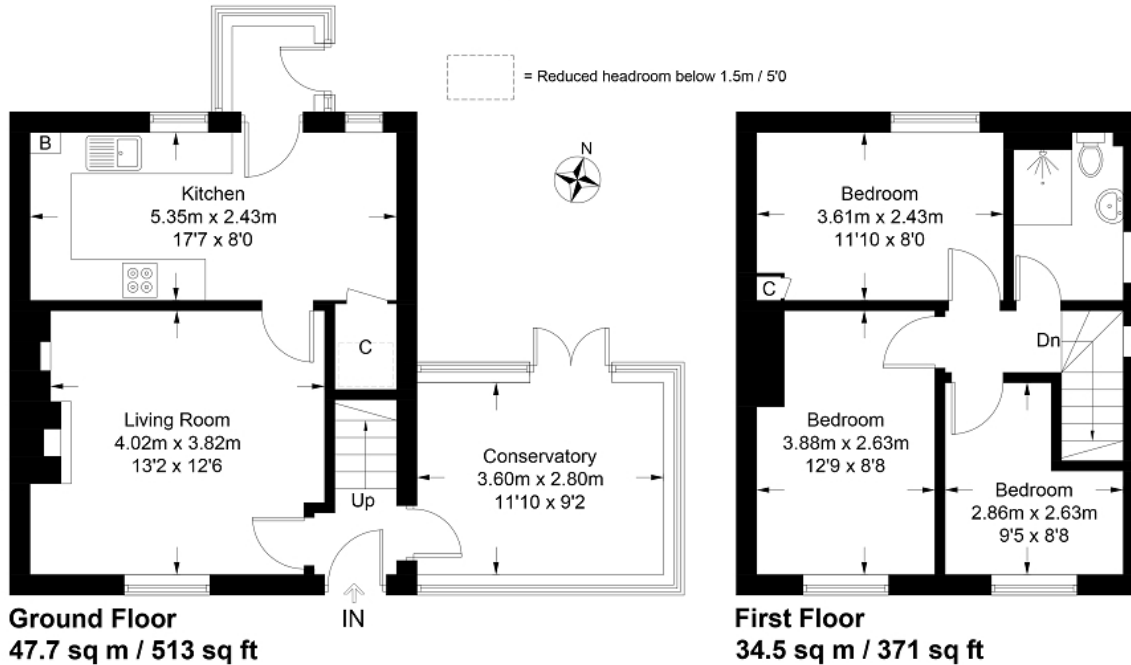 = Reduced headroom below 1.5m / 5'0
N
B
Kitchen
5.35m x 2.43m
17'7 x 8'0
C
Living Room
4.02m x 3.82m
13'2 x 12'6
Up
Conservatory
3.60m x 2.80m
11'10 x 9'2
IN
Ground Floor
47.7 sq m / 513 sq ft
Bedroom
3.61m x 2.43m
11'10 x 8'0
C
Dn
Bedroom
3.88m x 2.63m
12'9 x 8'8
Bedroom
2.86m x 2.63m
9'5 x 8'8
First Floor
34.5 sq m / 371 sq ft